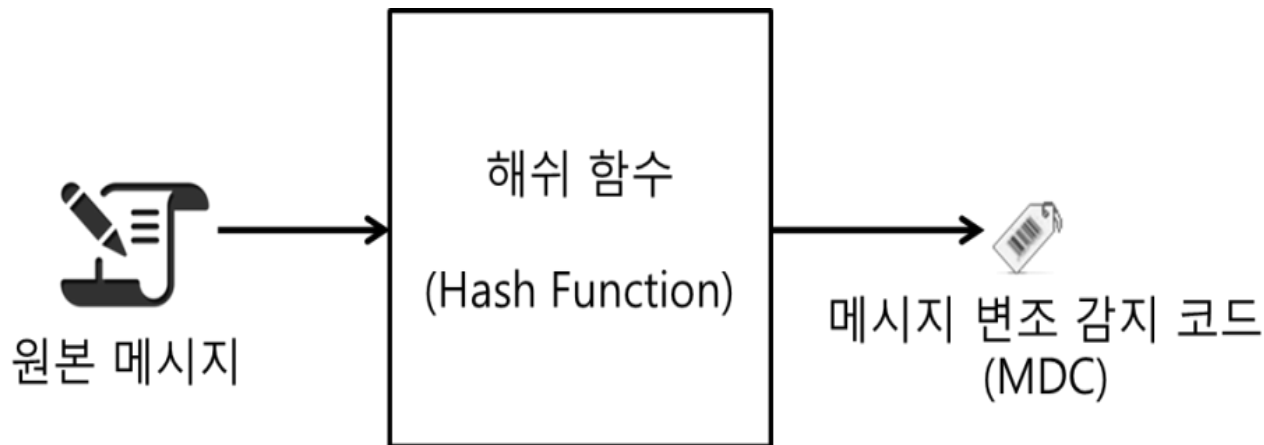 원본 메시지
해쉬 함수
(Hash Function)
메시지 변조 감지 코드
(MDC)